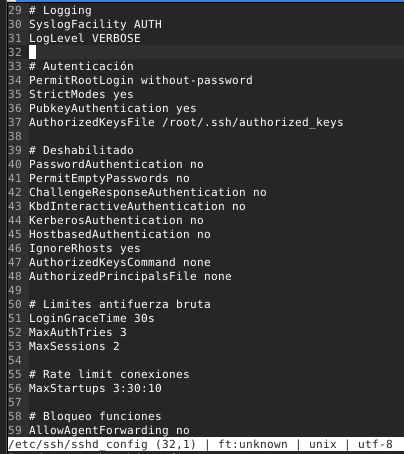 29 # Logging
30 SyslogFacility AUTH
31 LogLevel VERBOSE
32
33 # Autenticación
34 PermitRootLogin without-password
35 StrictModes yes
36 PubkeyAuthentication yes
37 AuthorizedKeysFile /root/.ssh/authorized_keys
38
39 # Deshabilitado
40 PasswordAuthentication no
41 PermitEmptyPasswords no
42 ChallengeResponseAuthentication no
43 KbdInteractiveAuthentication no
44 KerberosAuthentication no
45 HostbasedAuthentication no
46 IgnoreRhosts yes
47 AuthorizedKeysCommand none
48 AuthorizedPrincipalsFile none
49
50 # Limites antifuerza bruta
51 LoginGraceTime 30s
52 MaxAuthTries 3
53 MaxSessions 2
54
55 # Rate limit conexiones
56 MaxStartups 3:30:10
57
58 # Bloqueo funciones
59 AllowAgentForwarding no
/etc/ssh/sshd_config (32,1) | ft:unknown | unix | utf-8